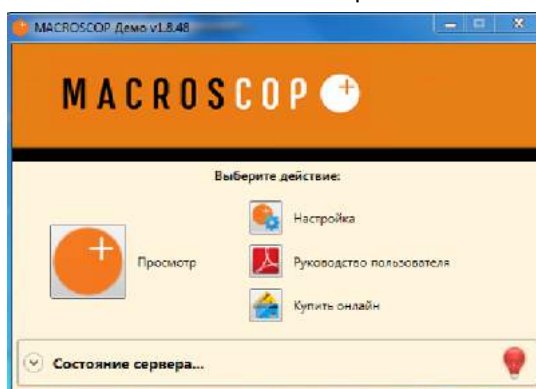 MACROSCOP Демо v1.8.48
MACROSCOP
Выберите действие:
Просмотр
Настройка
Руководство пользователя
Купить онлайн
Состояние сервера...